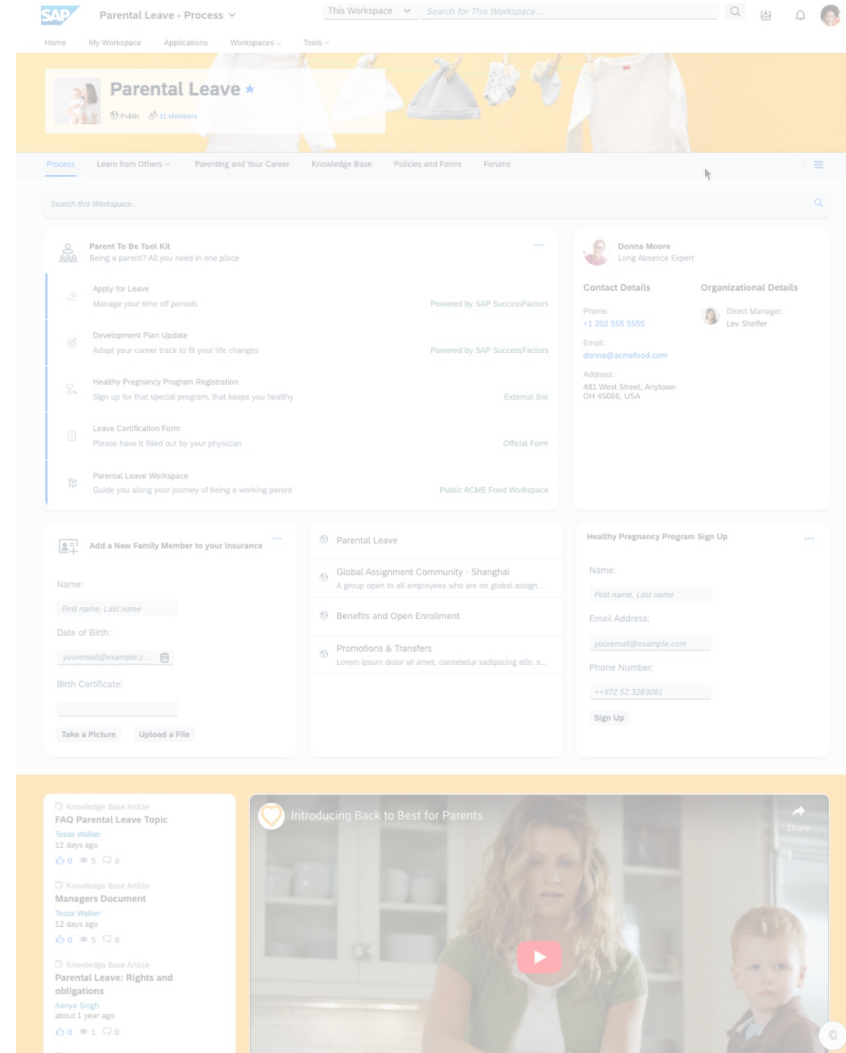 SAP
Parental Leave - Process
This Workspace
Search for This Workspace...
Home
My Workspace
Applications
Workspaces
Tools
Parental Leave
Public
11 Members
Process
Learn from Others
Parenting and Your Career
Knowledge Base
Policies and Forms
Forums
Search this Workspace...
Parent To Be Tool Kit
Being a parent? All you need in one place
Apply for Leave
Manage your time off periods
Powered by SAP SuccessFactors
Development Plan Update
Adapt your career track to fit your life changes
Powered by SAP SuccessFactors
Healthy Pregnancy Program Registration
Sign up for that special program, that keeps you healthy
External link
Leave Certification Form
Please have it filled out by your physician
Official Form
Parental Leave Workspace
Guide you along your journey of being a working parent
Public ACME Food Workspace
Donna Moore
Long Absence Expert
Contact Details
Phone:
+1 202 555 5555
Email:
donna@acmefood.com
Address:
481 West Street, Anytown
OH 45066, USA
Organizational Details
Direct Manager:
Lev Sheffer
Add a New Family Member to your Insurance
Name:
First name, Last name
Date of Birth:
youremail@example.c...
Birth Certificate:
Take a Picture
Upload a File
Parental Leave
Global Assignment Community - Shanghai
A group open to all employees who are on global assign...
Benefits and Open Enrollment
Promotions & Transfers
Lorem ipsum dolor sit amet, consetetur sadipscing elitr, s...
Healthy Pregnancy Program Sign Up
Name:
First name, Last name
Email Address:
youremail@example.com
Phone Number:
++972 52 3283081
Sign Up
Knowledge Base Article
FAQ Parental Leave Topic
Tessa Walker
12 days ago
0 5 0
Knowledge Base Article
Managers Document
Tessa Walker
12 days ago
0 5 0
Knowledge Base Article
Parental Leave: Rights and
obligations
Aanya Singh
about 1 year ago
0 1 0
Introducing Back to Best for Parents
Share